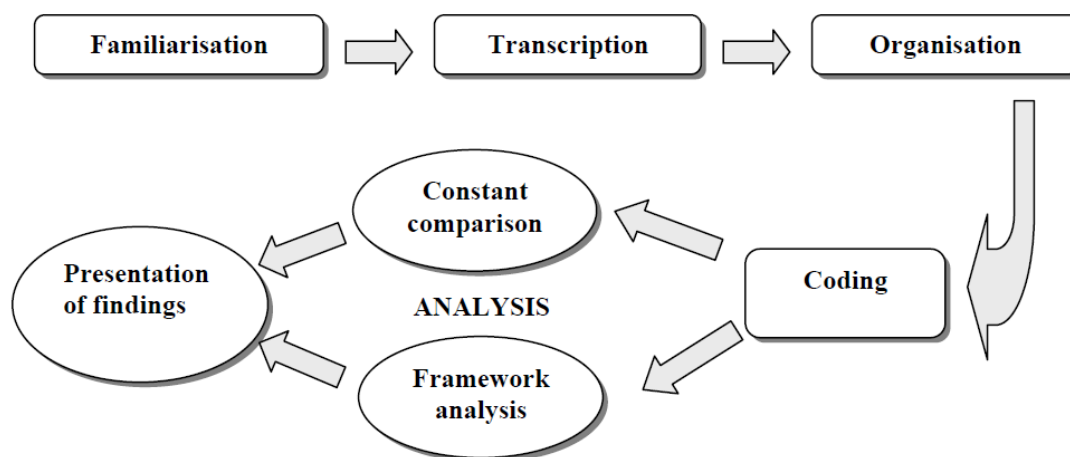 Familiarisation
Transcription
Organisation
Constant
comparison
Presentation
of findings
Coding
ANALYSIS
Framework
analysis